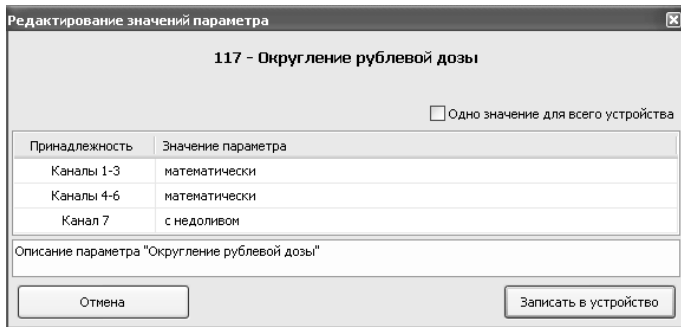 Редактирование значений параметра
117 - Округление рублевой дозы
Одно значение для всего устройства
Принадлежность Значение параметра
Каналы 1-3 математически
Каналы 4-6 математически
Канал 7 с недоливом
Описание параметра "Округление рублевой дозы"
Отмена Записать в устройство